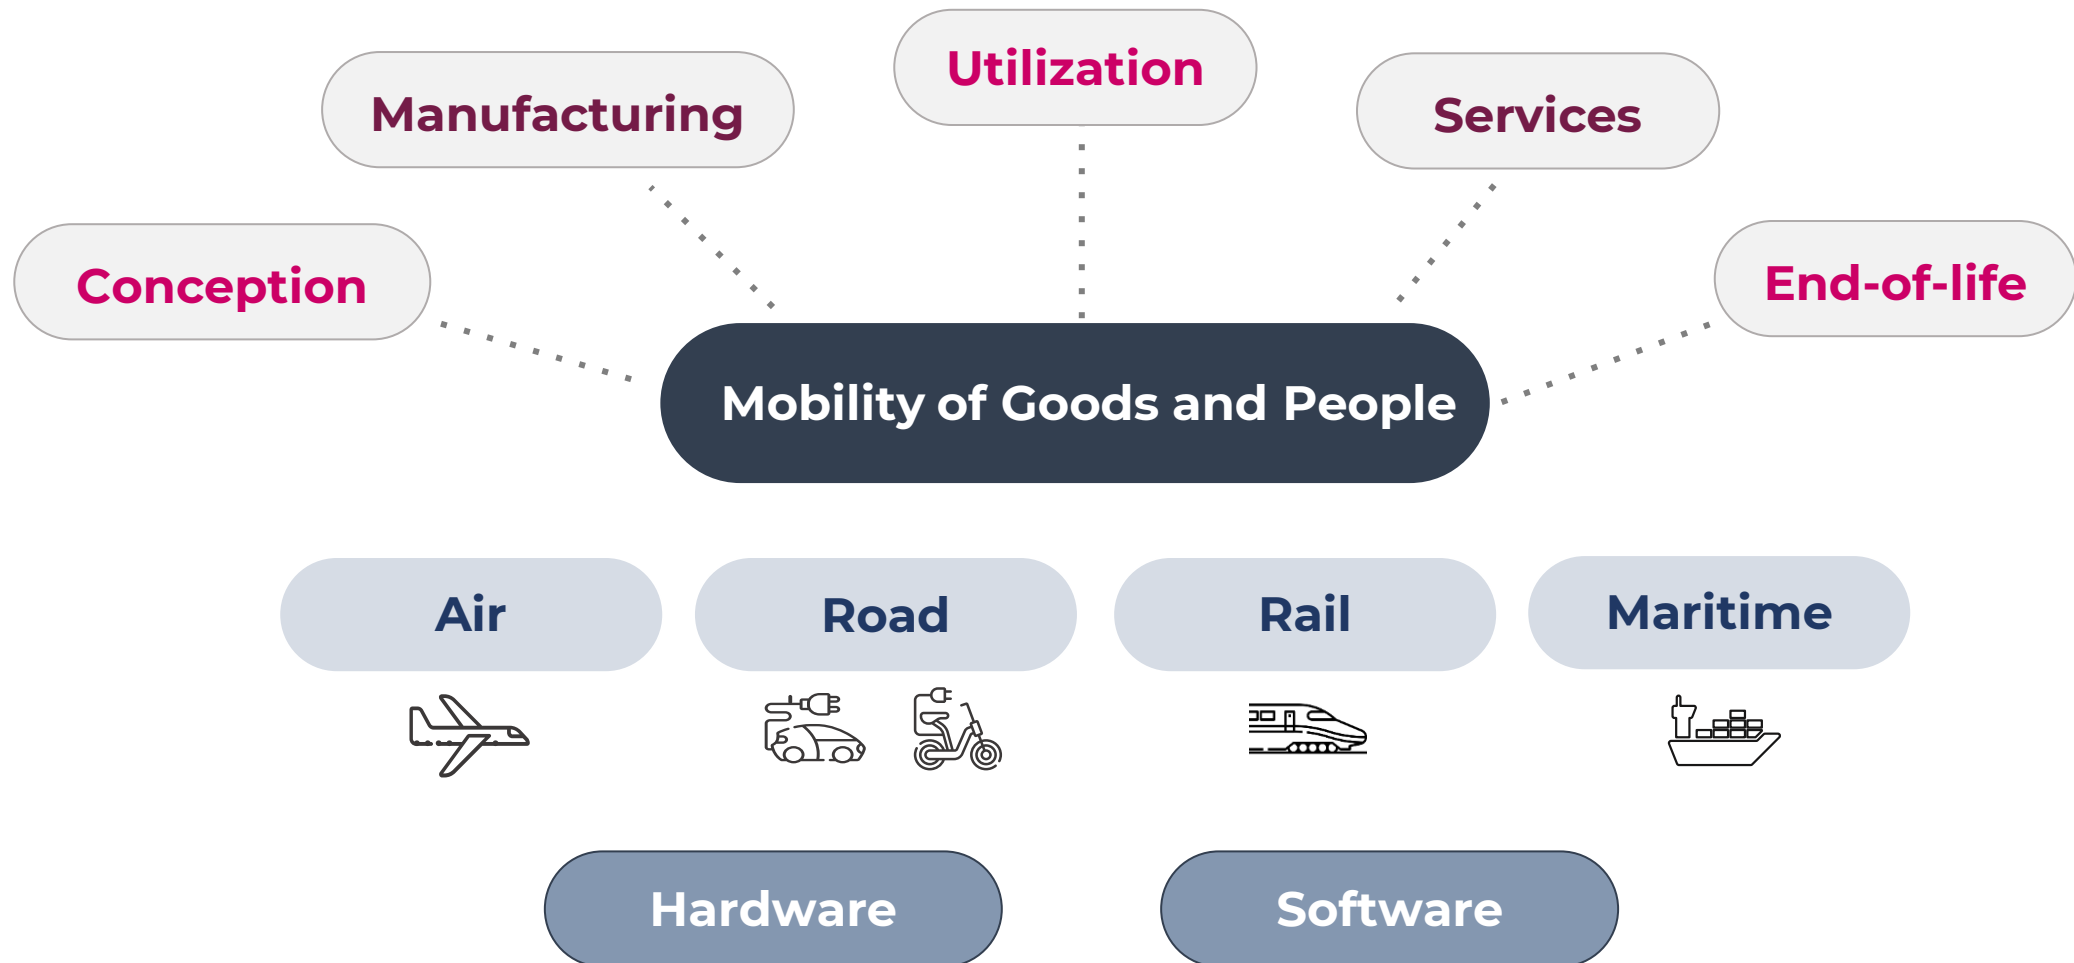 Utilization
Manufacturing
Services
Conception
End-of-life
Mobility of Goods and People
Air
Road
Rail
Maritime
Hardware
Software